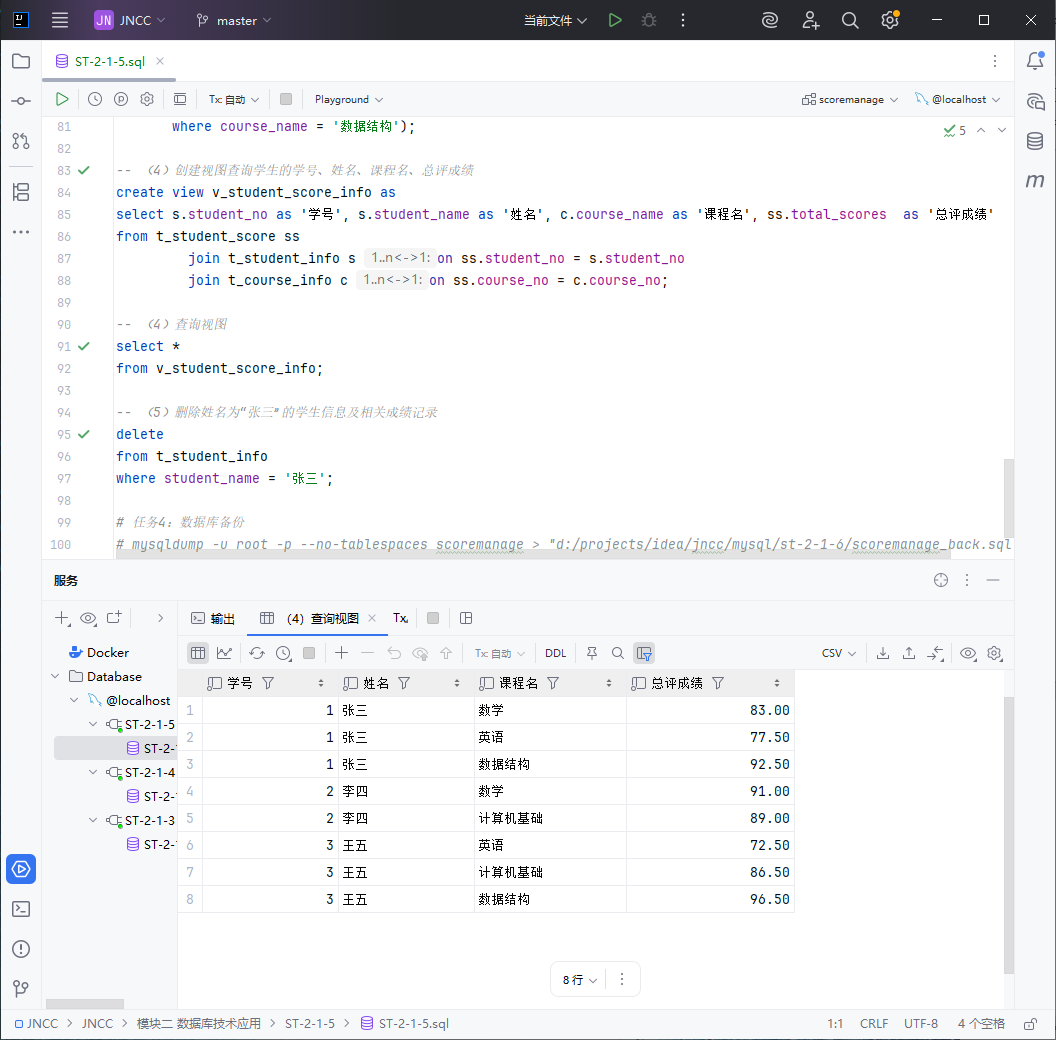 JN JNCC master 当前文件
ST-2-1-5.sql
Tx: 自动 Playground scoremanage @localhost
81 where course_name = '数据结构'); 5
82
83 -- （4）创建视图查询学生的学号、姓名、课程名、总评成绩
84 create view v_student_score_info as
85 select s.student_no as '学号', s.student_name as '姓名', c.course_name as '课程名', ss.total_scores  as '总评成绩'
86 from t_student_score ss
87 join t_student_info s 1..n<->1: on ss.student_no = s.student_no
88 join t_course_info c 1..n<->1: on ss.course_no = c.course_no;
89
90 -- （4）查询视图
91 select *
92 from v_student_score_info;
93
94 -- （5）删除姓名为“张三”的学生信息及相关成绩记录
95 delete
96 from t_student_info
97 where student_name = '张三';
98
99 # 任务4：数据库备份
100 # mysqldump -u root -p --no-tablespaces scoremanage > "d:/projects/idea/jncc/mysql/st-2-1-6/scoremanage_back.sql
服务
输出 （4）查询视图 Tx
Tx: 自动 DDL CSV
Docker
Database
@localhost
ST-2-1-5
ST-2-
ST-2-1-4
ST-2-
ST-2-1-3
ST-2-
学号 姓名 课程名 总评成绩
1 1 张三 数学 83.00
2 1 张三 英语 77.50
3 1 张三 数据结构 92.50
4 2 李四 数学 91.00
5 2 李四 计算机基础 89.00
6 3 王五 英语 72.50
7 3 王五 计算机基础 86.50
8 3 王五 数据结构 96.50
8 行
JNCC > JNCC > 模块二 数据库技术应用 > ST-2-1-5 > ST-2-1-5.sql 1:1 CRLF UTF-8 4 个空格